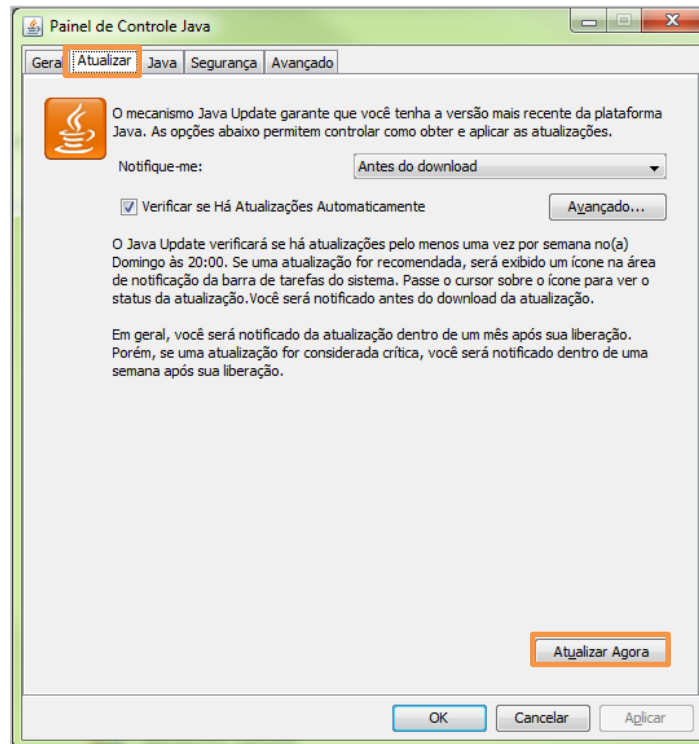 Painel de Controle Java
Geral Atualizar Java Segurança Avançado
O mecanismo Java Update garante que você tenha a versão mais recente da plataforma
Java. As opções abaixo permitem controlar como obter e aplicar as atualizações.
Notifique-me: Antes do download
Verificar se Há Atualizações Automaticamente Avançado...
O Java Update verificará se há atualizações pelo menos uma vez por semana no(a)
Domingo às 20:00. Se uma atualização for recomendada, será exibido um ícone na área
de notificação da barra de tarefas do sistema. Passe o cursor sobre o ícone para ver o
status da atualização.Você será notificado antes do download da atualização.
Em geral, você será notificado da atualização dentro de um mês após sua liberação.
Porém, se uma atualização for considerada crítica, você será notificado dentro de uma
semana após sua liberação.
Atualizar Agora
OK Cancelar Aplicar